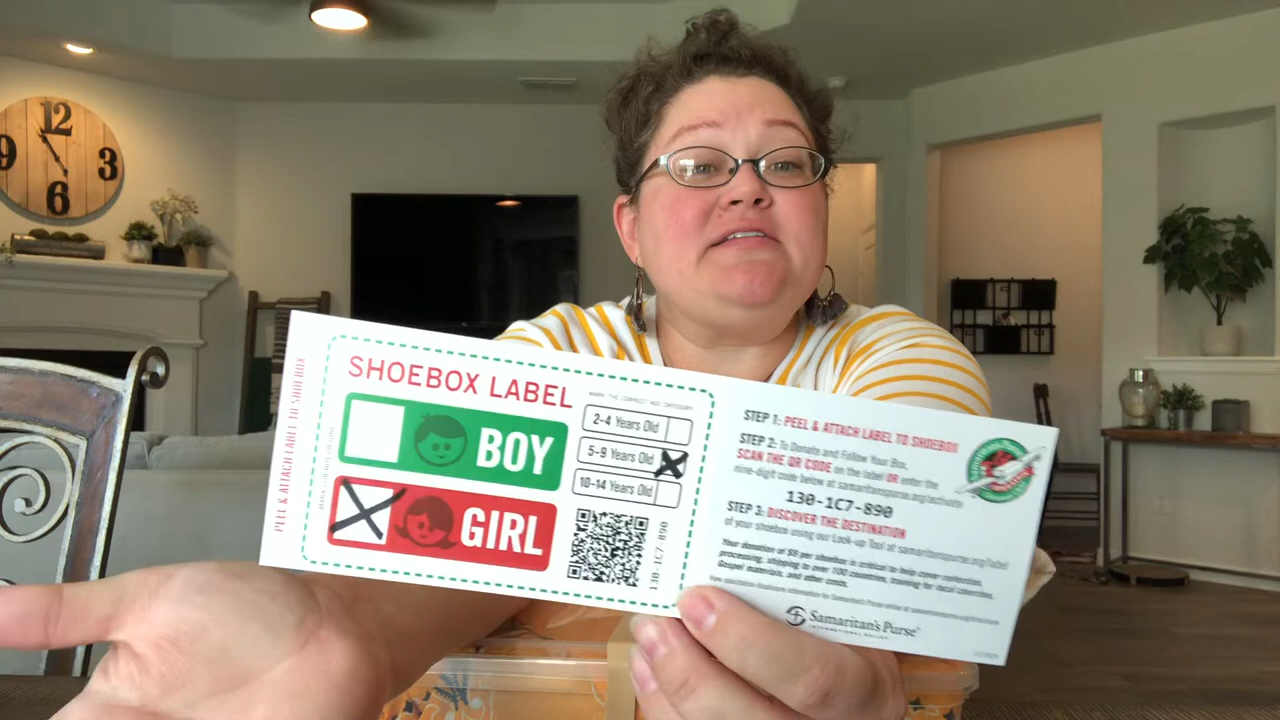 12
9
3
6
PEEL & ATTACH LABEL TO SHOEBOX
SHOEBOX LABEL
BOY
GIRL
MARK THE CORRECT AGE CATEGORY
2-4 Years Old
5-9 Years Old
10-14 Years Old
130-1C7-890
STEP 1: PEEL & ATTACH LABEL TO SHOEBOX
STEP 2: To Donate and Follow Your Box,
SCAN THE QR CODE on the label OR enter the
nine-digit code below at samaritanspurse.org/activate
130-1C7-890
STEP 3: DISCOVER THE DESTINATION
of your shoebox using our Look-up Tool at samaritanspurse.org/label
Your donation of $9 per shoebox is critical to help cover collection,
processing, shipping to over 100 countries, training for local churches,
Gospel materials, and other costs.
Samaritan's Purse
INTERNATIONAL RELIEF